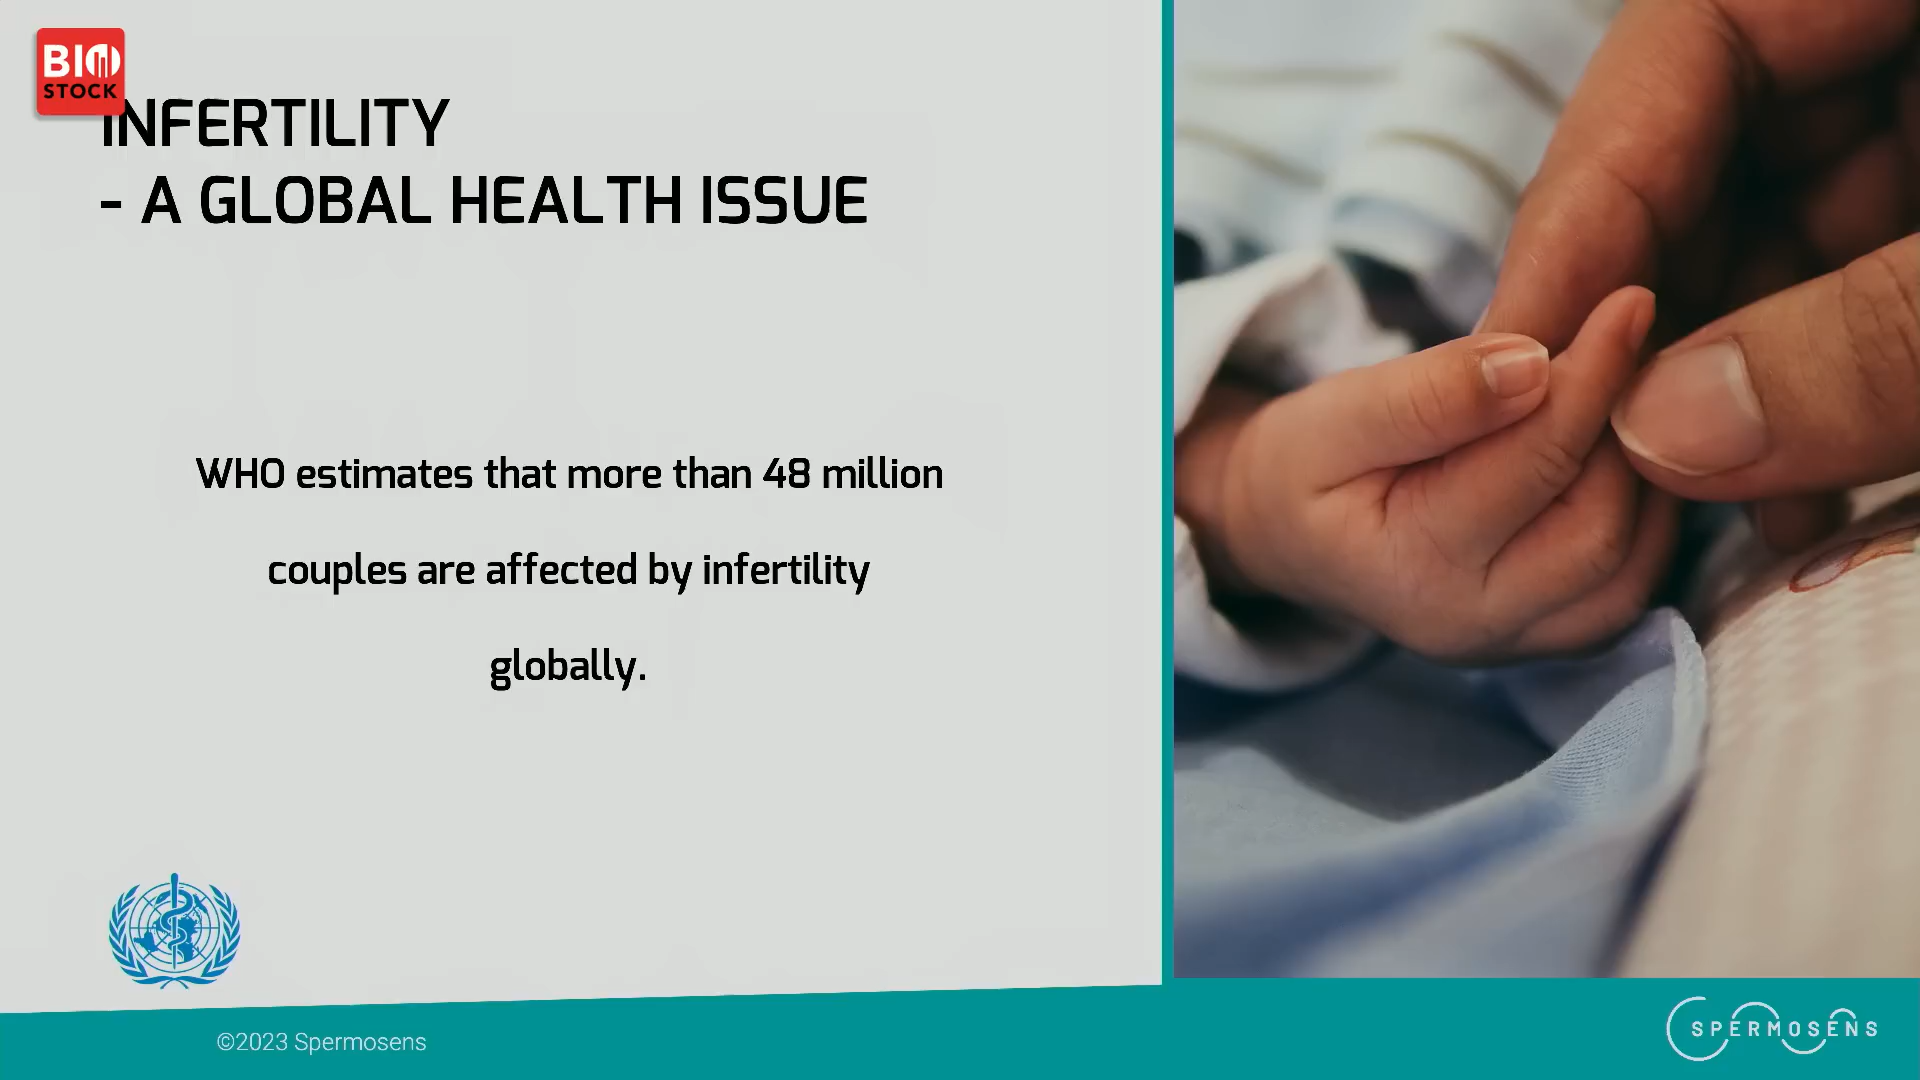 BIO
STOCK
INFERTILITY
- A GLOBAL HEALTH ISSUE
WHO estimates that more than 48 million
couples are affected by infertility
globally.
©2023 Spermosens
SPERMOSENS